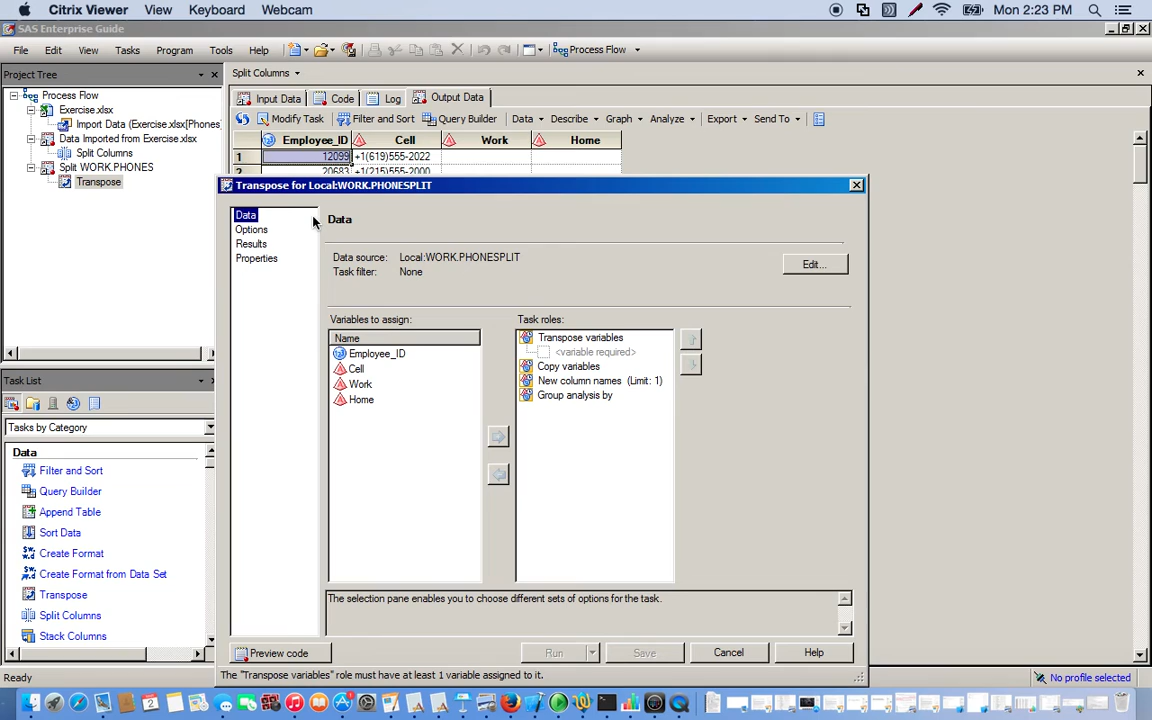 Citrix Viewer View Keyboard Webcam Mon 2:23 PM
SAS Enterprise Guide
File Edit View Tasks Program Tools Help Process Flow
Project Tree
Split Columns
Process Flow
Exercise.xlsx
Import Data (Exercise.xlsx[Phones
Data Imported from Exercise.xlsx
Split Columns
Split WORK.PHONES
Transpose
Input Data Code Log Output Data
Modify Task Filter and Sort Query Builder Data Describe Graph Analyze Export Send To
Employee_ID Cell Work Home
1 12099 +1(619)555-2022
2 20683 +1(215)555-2000
Transpose for Local:WORK.PHONESPLIT
Data
Options
Results
Properties
Data
Data source: Local:WORK.PHONESPLIT
Task filter: None
Edit...
Variables to assign:
Name
Employee_ID
Cell
Work
Home
Task roles:
Transpose variables
<variable required>
Copy variables
New column names (Limit: 1)
Group analysis by
The selection pane enables you to choose different sets of options for the task.
Preview code Run Save Cancel Help
The "Transpose variables" role must have at least 1 variable assigned to it.
Task List
Tasks by Category
Data
Filter and Sort
Query Builder
Append Table
Sort Data
Create Format
Create Format from Data Set
Transpose
Split Columns
Stack Columns
Ready
No profile selected